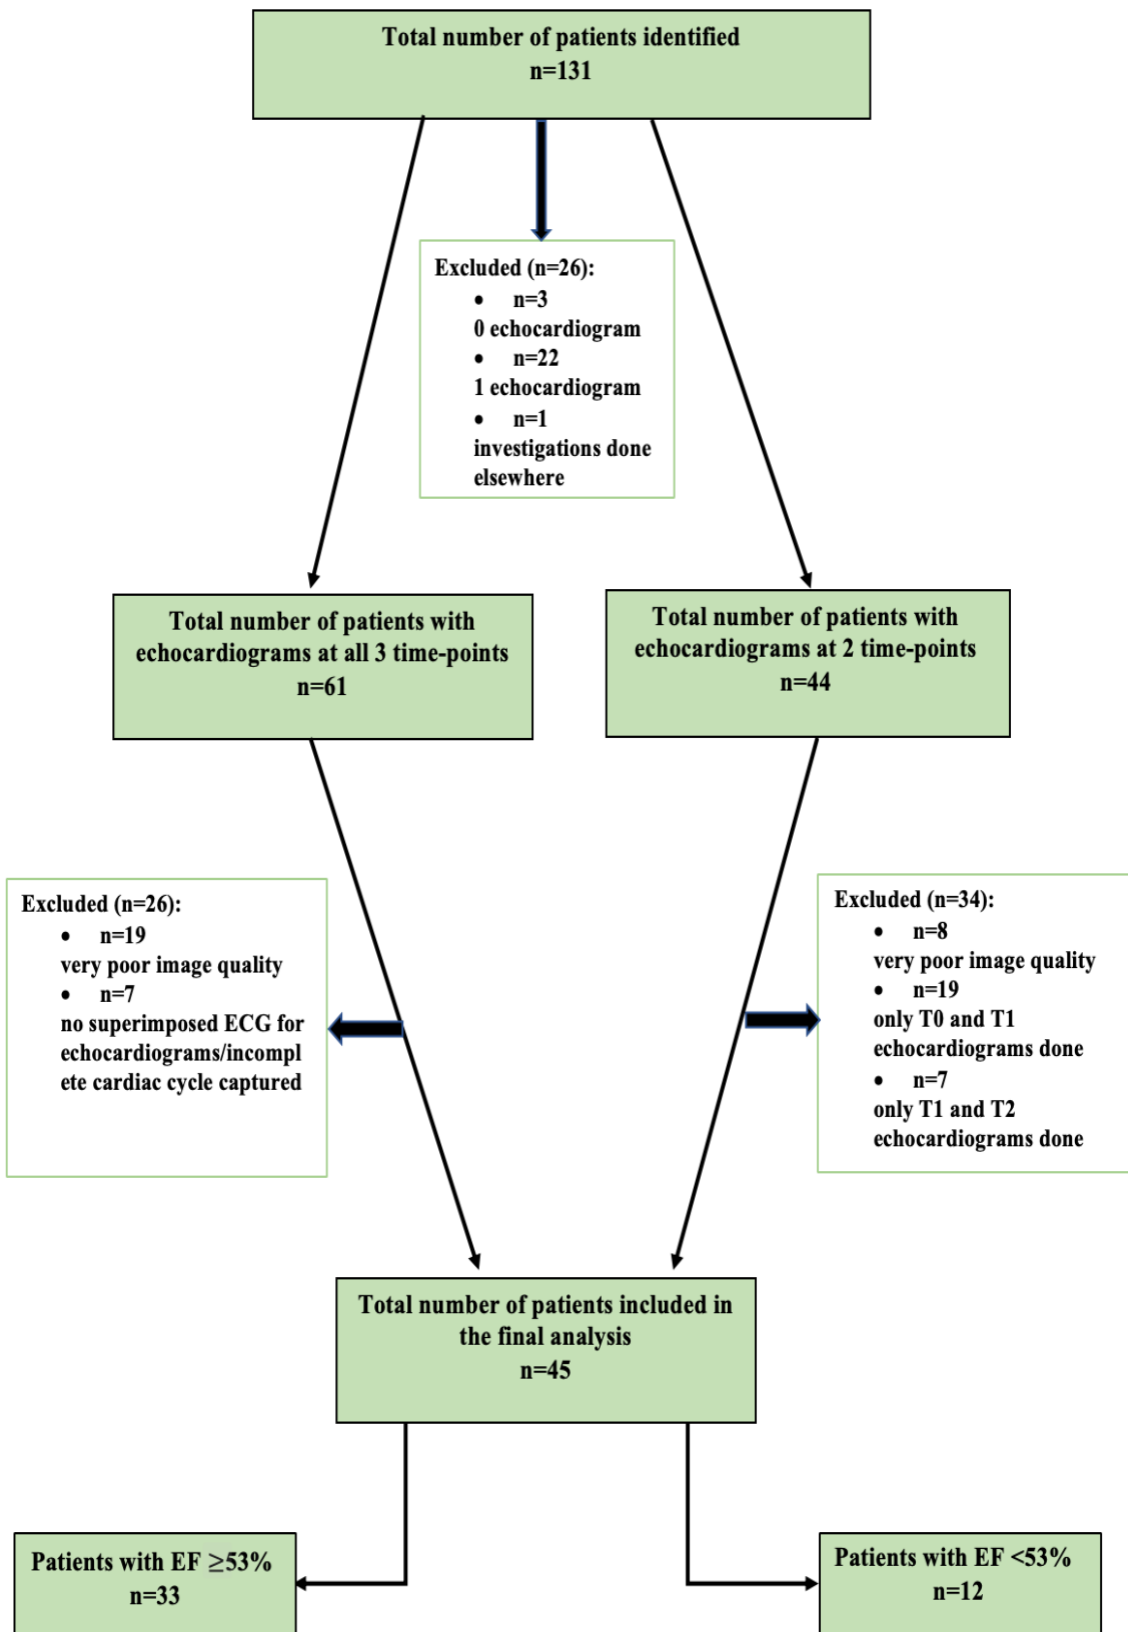 Total number of patients identified
n=131
Excluded (n=26):
• n=3
0 echocardiogram
• n=22
1 echocardiogram
• n=1
investigations done
elsewhere
Total number of patients with
echocardiograms at all 3 time-points
n=61
Total number of patients with
echocardiograms at 2 time-points
n=44
Excluded (n=26):
• n=19
very poor image quality
• n=7
no superimposed ECG for
echocardiograms/incompl
ete cardiac cycle captured
Excluded (n=34):
• n=8
very poor image quality
• n=19
only T0 and T1
echocardiograms done
• n=7
only T1 and T2
echocardiograms done
Total number of patients included in
the final analysis
n=45
Patients with EF ≥53%
n=33
Patients with EF <53%
n=12